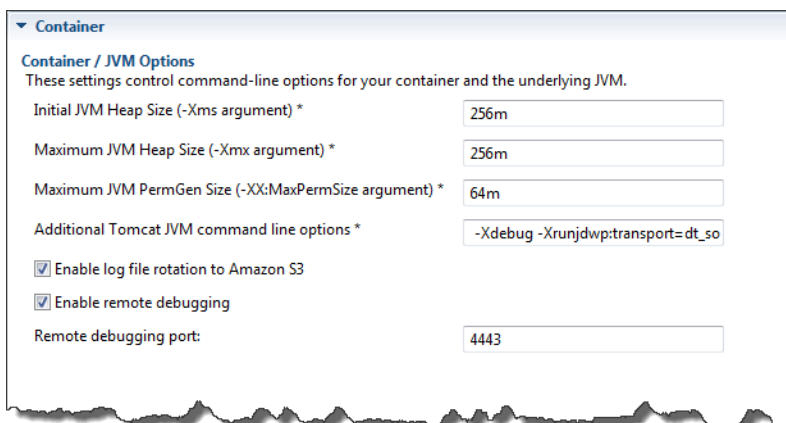 Container
Container / JVM Options
These settings control command-line options for your container and the underlying JVM.
Initial JVM Heap Size (-Xms argument) * 256m
Maximum JVM Heap Size (-Xmx argument) * 256m
Maximum JVM PermGen Size (-XX:MaxPermSize argument) * 64m
Additional Tomcat JVM command line options * -Xdebug -Xrunjdwp:transport=dt_so
Enable log file rotation to Amazon S3
Enable remote debugging
Remote debugging port: 4443